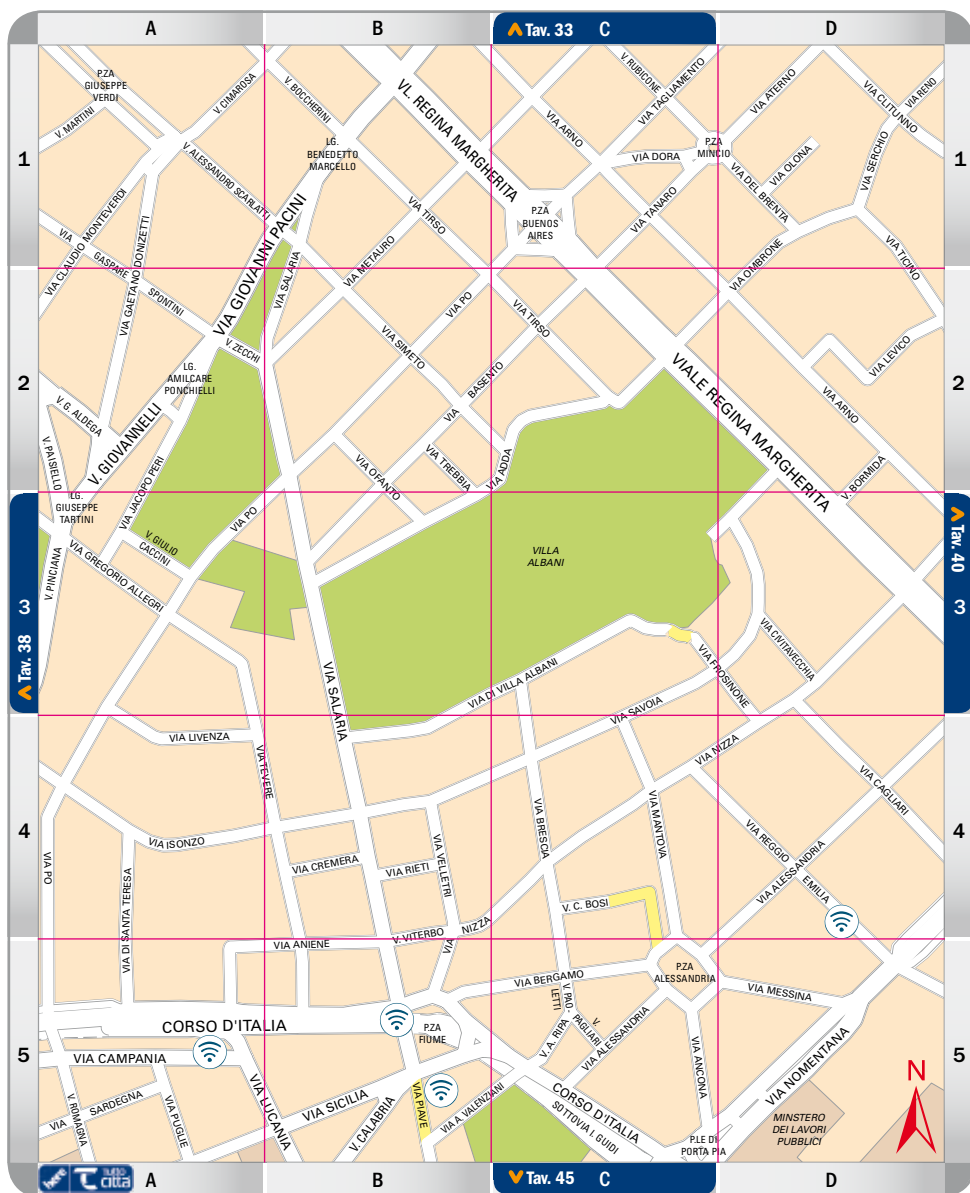 A
B
Tav. 33 C
D
1
2
3
4
5
1
2
3
4
5
Tav. 38
Tav. 40
P.ZA
GIUSEPPE
VERDI
V. MARTINI
V. CIMAROSA
V. BOCCHERINI
LG.
BENEDETTO
MARCELLO
V. ALESSANDRO SCARLATTI
VIA CLAUDIO MONTEVERDI
VIA GAETANO DONIZETTI
VIA
GASPARE
SPONTINI
VIA GIOVANNI PACINI
VIA SALARIA
VL. REGINA MARGHERITA
VIA TIRSO
VIA METAURO
VIA ARNO
V. RUBICONE
VIA TAGLIAMENTO
VIA DORA
P.ZA
MINCIO
VIA ATERNO
VIA CLITUNNO
VIA RENO
VIA SERCHIO
VIA OLONA
VIA DEL BRENTA
VIA TANARO
P.ZA
BUENOS
AIRES
VIA OMBRONE
VIA TICINO
V. ZECCHI
LG.
AMILCARE
PONCHIELLI
V. G. ALDEGA
V. PAISIELLO
V. GIOVANNELLI
LG.
GIUSEPPE
TARTINI
VIA JACOPO PERI
V. GIULIO
CACCINI
VIA PO
V. PINCIANA
VIA GREGORIO ALLEGRI
VIA SIMETO
VIA PO
VIA TIRSO
VIA
BASENTO
VIA TREBBIA
VIA OFANTO
VIA ADDA
VIALE REGINA MARGHERITA
VIA LEVICO
VIA ARNO
V. BORMIDA
VILLA
ALBANI
VIA SALARIA
VIA DI VILLA ALBANI
VIA FROSINONE
VIA CIVITAVECCHIA
VIA SAVOIA
VIA NIZZA
VIA LIVENZA
VIA TEVERE
VIA ISONZO
VIA PO
VIA DI SANTA TERESA
VIA CREMERA
VIA RIETI
VIA VELLETRI
VIA BRESCIA
VIA MANTOVA
VIA CAGLIARI
VIA REGGIO
EMILIA
VIA ALESSANDRIA
V. C. BOSI
VIA ANIENE
V. VITERBO
VIA
NIZZA
VIA BERGAMO
P.ZA
ALESSANDRIA
VIA MESSINA
V. PAO-
LETTI
V.
PAGLIARI
V. A. RIPA
VIA ALESSANDRIA
VIA ANCONA
VIA NOMENTANA
CORSO D'ITALIA
P.ZA
FIUME
VIA CAMPANIA
VIA LUCANIA
VIA SICILIA
V. CALABRIA
VIA PIAVE
VIA A. VALENZIANI
CORSO D'ITALIA
SOTTOVIA I. GUIDI
P.LE DI
PORTA PIA
VIA
SARDEGNA
V. ROMAGNA
VIA PUGLIE
MINSTERO
DEI LAVORI
PUBBLICI
N
here
TUTTO
città
A
B
Tav. 45 C
D